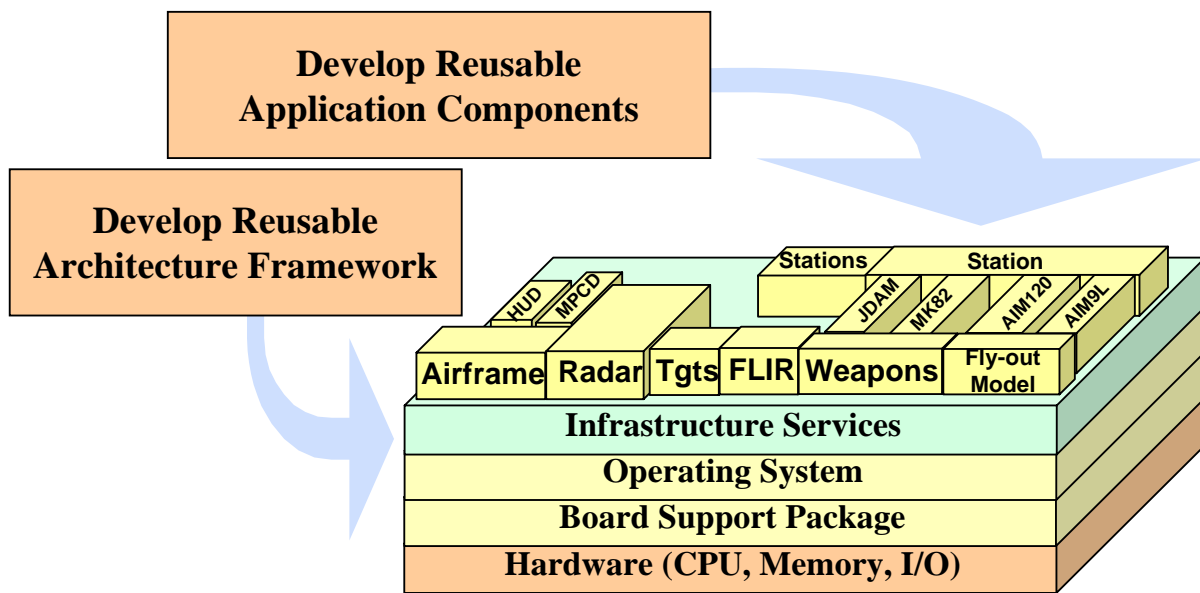 Develop Reusable
Application Components
Develop Reusable
Architecture Framework
Stations
Station
HUD
MPCD
JDAM
MK82
AIM120
AIM9L
Airframe
Radar
Tgts
FLIR
Weapons
Fly-out
Model
Infrastructure Services
Operating System
Board Support Package
Hardware (CPU, Memory, I/O)